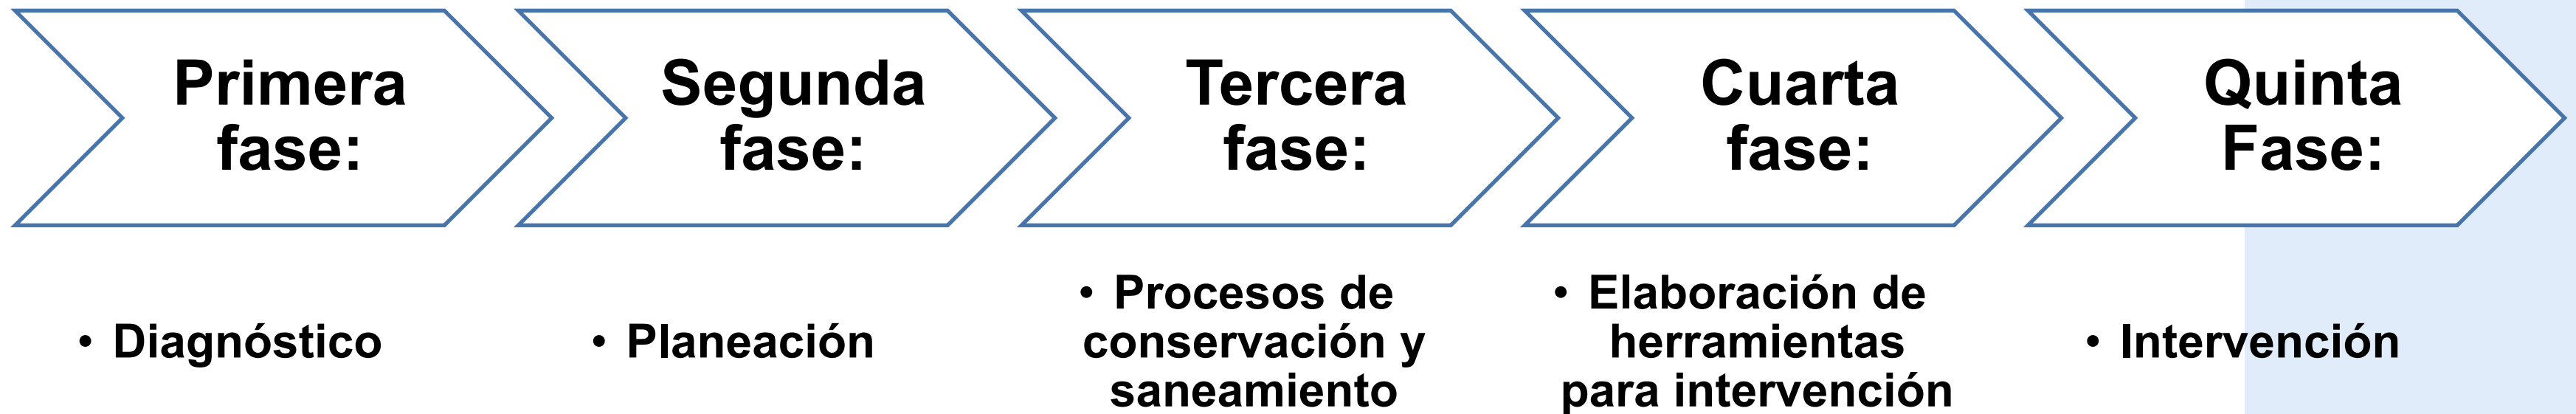 Primera
fase:
• Diagnóstico
Segunda
fase:
• Planeación
Tercera
fase:
• Procesos de
conservación y
saneamiento
Cuarta
fase:
• Elaboración de
herramientas
para intervención
Quinta
Fase:
• Intervención